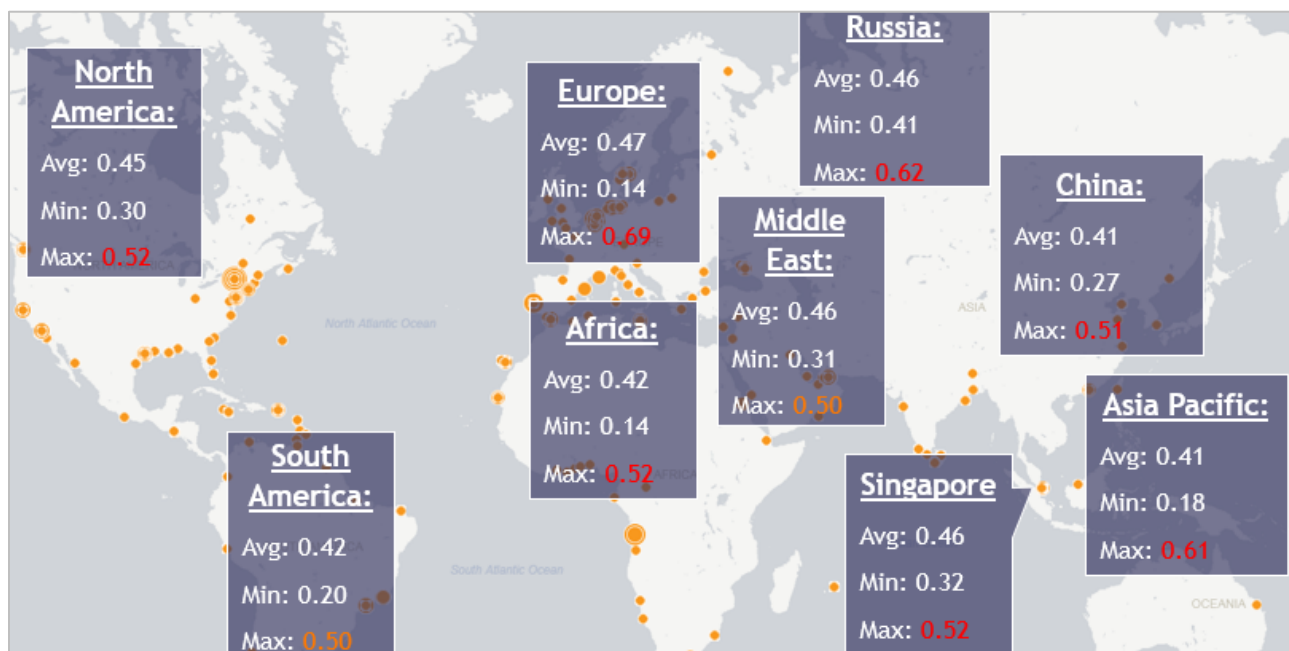 North
America:
Avg: 0.45
Min: 0.30
Max: 0.52
Europe:
Avg: 0.47
Min: 0.14
Max: 0.69
Russia:
Avg: 0.46
Min: 0.41
Max: 0.62
China:
Avg: 0.41
Min: 0.27
Max: 0.51
Middle
East:
Avg: 0.46
Min: 0.31
Max: 0.50
Africa:
Avg: 0.42
Min: 0.14
Max: 0.52
Asia Pacific:
Avg: 0.41
Min: 0.18
Max: 0.61
South
America:
Avg: 0.42
Min: 0.20
Max: 0.50
Singapore
Avg: 0.46
Min: 0.32
Max: 0.52
North Atlantic Ocean
South Atlantic Ocean
ASIA
AFRICA
OCEANIA